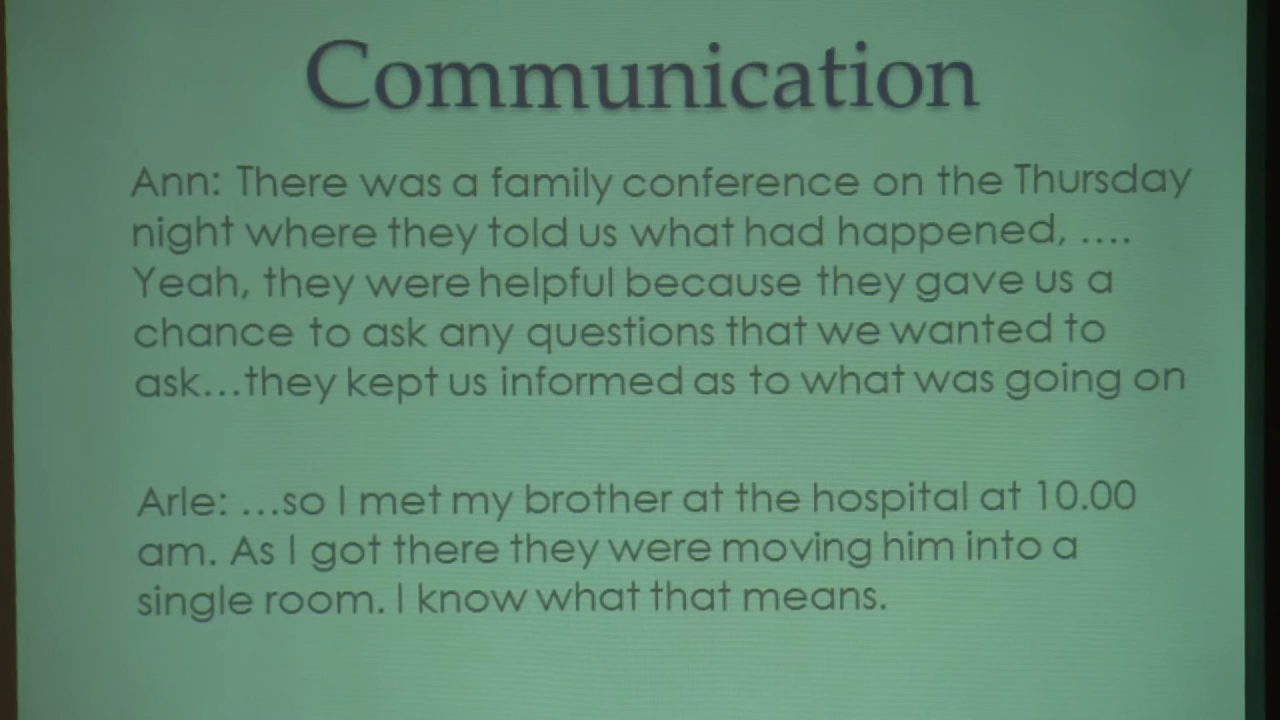 Communication
Ann: There was a family conference on the Thursday
night where they told us what had happened, ....
Yeah, they were helpful because they gave us a
chance to ask any questions that we wanted to
ask...they kept us informed as to what was going on
Arle: ...so I met my brother at the hospital at 10.00
am. As I got there they were moving him into a
single room. I know what that means.